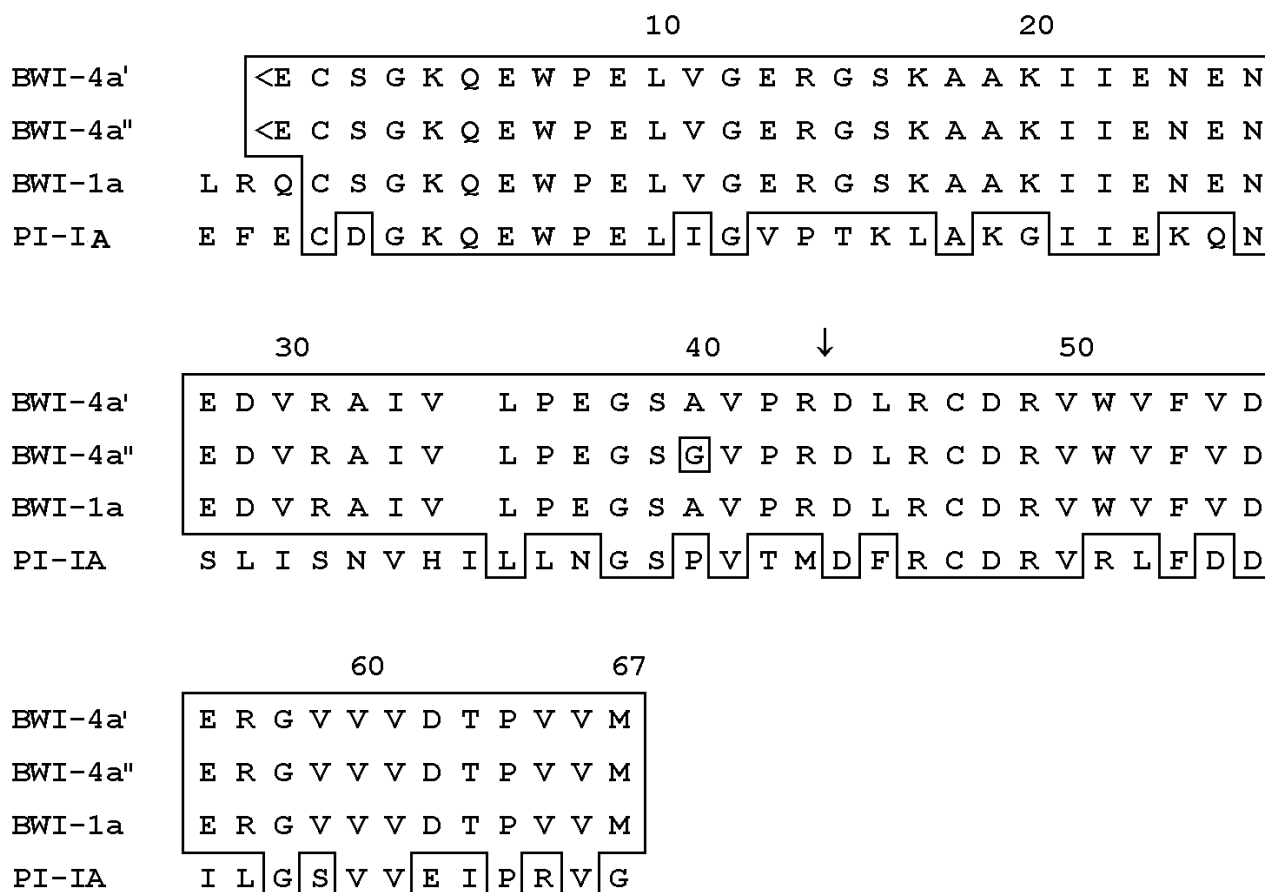 10 20
BWI-4a' <E C S G K Q E W P E L V G E R G S K A A K I I E N E N
BWI-4a" <E C S G K Q E W P E L V G E R G S K A A K I I E N E N
BWI-1a L R Q C S G K Q E W P E L V G E R G S K A A K I I E N E N
PI-IA E F E C D G K Q E W P E L I G V P T K L A K G I I E K Q N
30 40 ↓ 50
BWI-4a' E D V R A I V L P E G S A V P R D L R C D R V W V F V D
BWI-4a" E D V R A I V L P E G S G V P R D L R C D R V W V F V D
BWI-1a E D V R A I V L P E G S A V P R D L R C D R V W V F V D
PI-IA S L I S N V H I L L N G S P V T M D F R C D R V R L F D D
60 67
BWI-4a' E R G V V V D T P V V M
BWI-4a" E R G V V V D T P V V M
BWI-1a E R G V V V D T P V V M
PI-IA I L G S V V E I P R V G